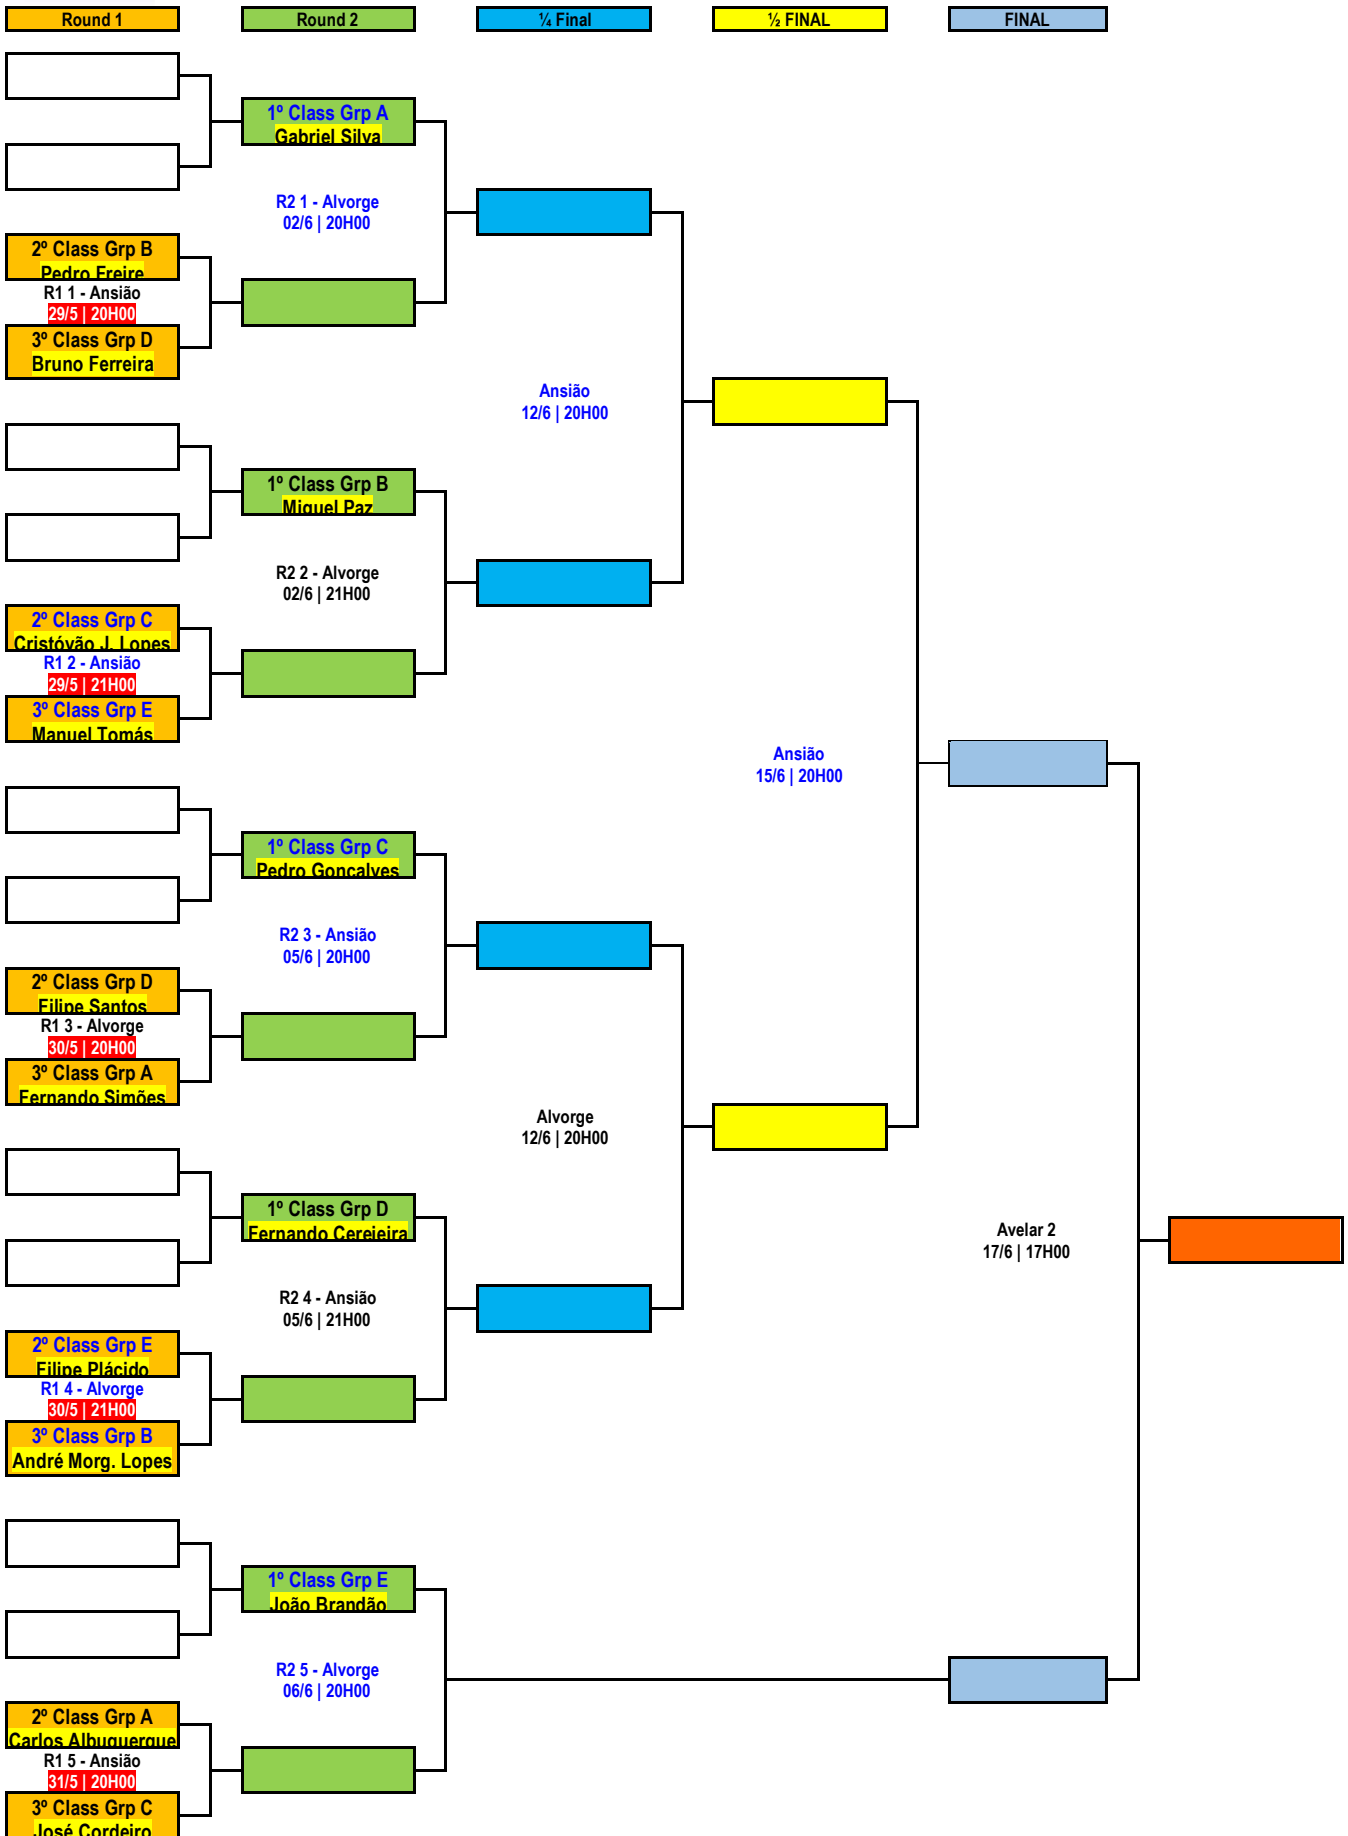 Round 1
Round 2
¼ Final
½ FINAL
FINAL
1º Class Grp A
Gabriel Silva
R2 1 - Alvorge
02/6 | 20H00
2º Class Grp B
Pedro Freire
R1 1 - Ansião
29/5 | 20H00
3º Class Grp D
Bruno Ferreira
Ansião
12/6 | 20H00
1º Class Grp B
Miguel Paz
R2 2 - Alvorge
02/6 | 21H00
2º Class Grp C
Cristóvão J. Lopes
R1 2 - Ansião
29/5 | 21H00
3º Class Grp E
Manuel Tomás
Ansião
15/6 | 20H00
1º Class Grp C
Pedro Gonçalves
R2 3 - Ansião
05/6 | 20H00
2º Class Grp D
Filipe Santos
R1 3 - Alvorge
30/5 | 20H00
3º Class Grp A
Fernando Simões
Alvorge
12/6 | 20H00
1º Class Grp D
Fernando Cerejeira
Avelar 2
17/6 | 17H00
R2 4 - Ansião
05/6 | 21H00
2º Class Grp E
Filipe Plácido
R1 4 - Alvorge
30/5 | 21H00
3º Class Grp B
André Morg. Lopes
1º Class Grp E
João Brandão
R2 5 - Alvorge
06/6 | 20H00
2º Class Grp A
Carlos Albuquerque
R1 5 - Ansião
31/5 | 20H00
3º Class Grp C
José Cordeiro